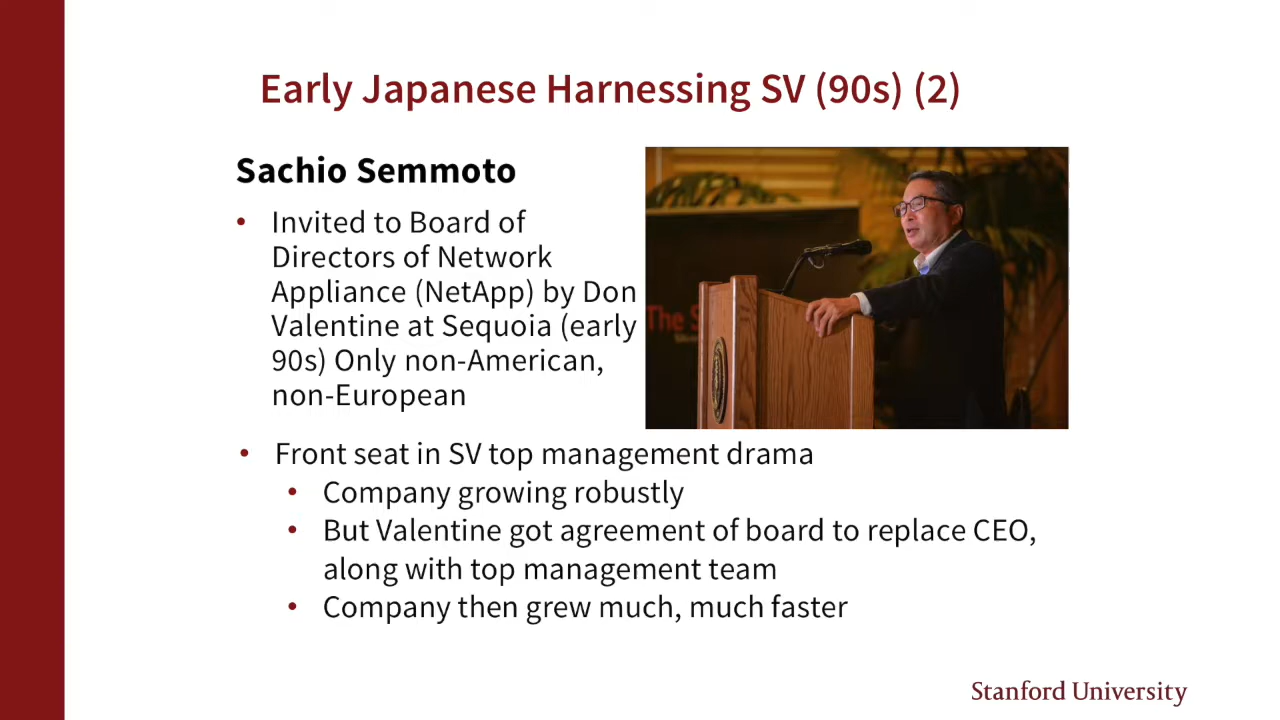 Early Japanese Harnessing SV (90s) (2)
Sachio Semmoto
• Invited to Board of
Directors of Network
Appliance (NetApp) by Don
Valentine at Sequoia (early
90s) Only non-American,
non-European
The S
• Front seat in SV top management drama
• Company growing robustly
• But Valentine got agreement of board to replace CEO,
along with top management team
• Company then grew much, much faster
Stanford University